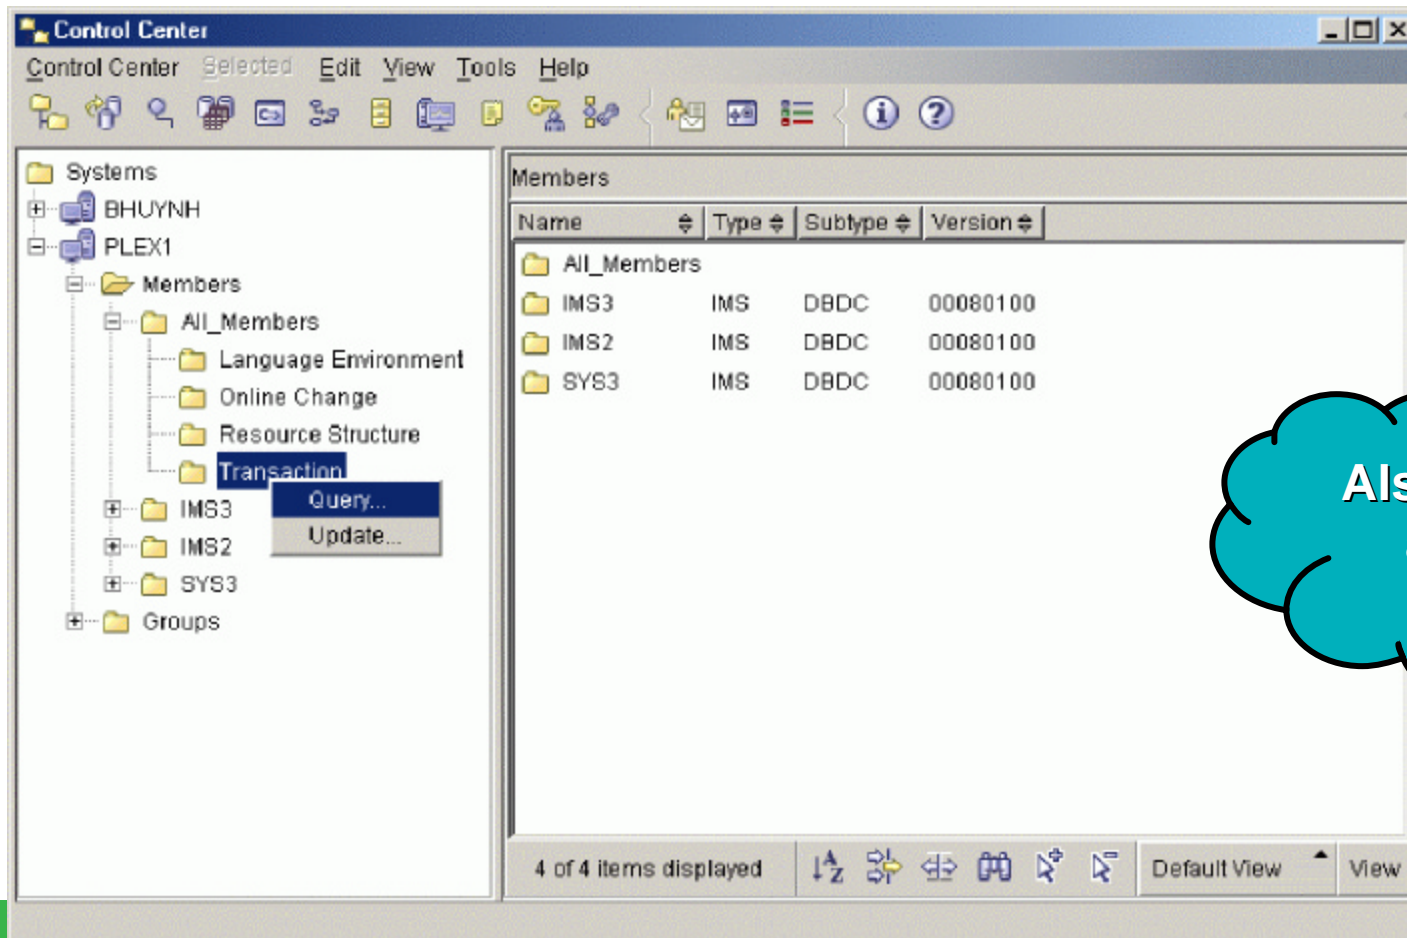 Control Center
Control Center Selected Edit View Tools Help
Systems
BHUYNH
PLEX1
Members
All_Members
Language Environment
Online Change
Resource Structure
Transaction
Query...
Update...
IMS3
IMS2
SYS3
Groups
Members
Name Type Subtype Version
All_Members
IMS3 IMS DBDC 00080100
IMS2 IMS DBDC 00080100
SYS3 IMS DBDC 00080100
4 of 4 items displayed Default View View